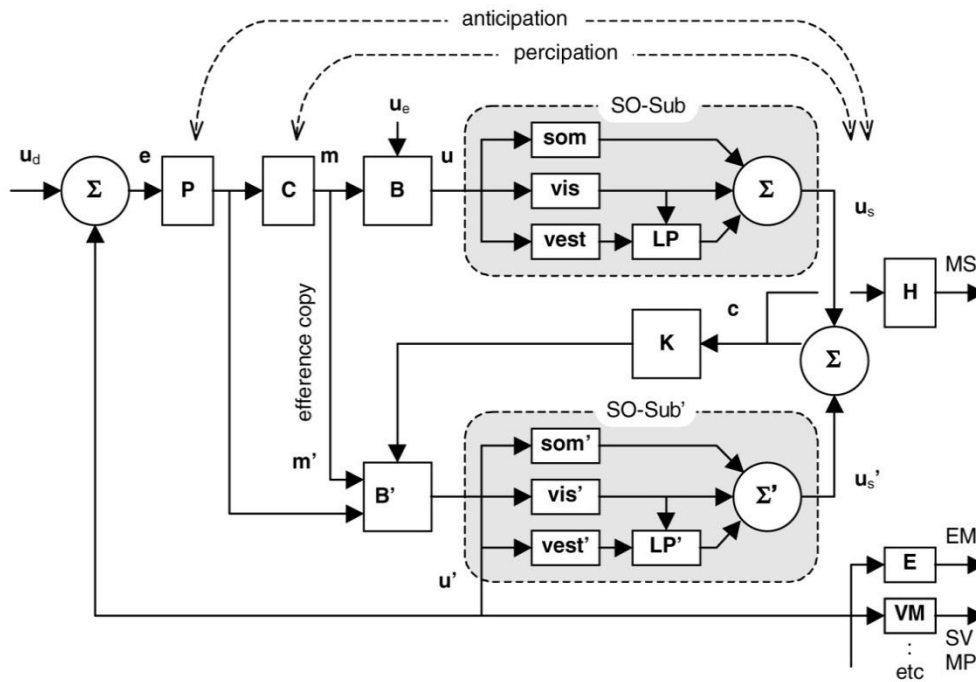 anticipation
percipation
u_e
SO-Sub
u_d
e
m
u
som
Σ
P
C
B
vis
Σ
u_s
vest
LP
MS
H
efference copy
c
K
Σ
SO-Sub'
som'
m'
u_s'
B'
vis'
Σ'
vest'
LP'
EM
u'
E
VM
SV
:
MP
etc